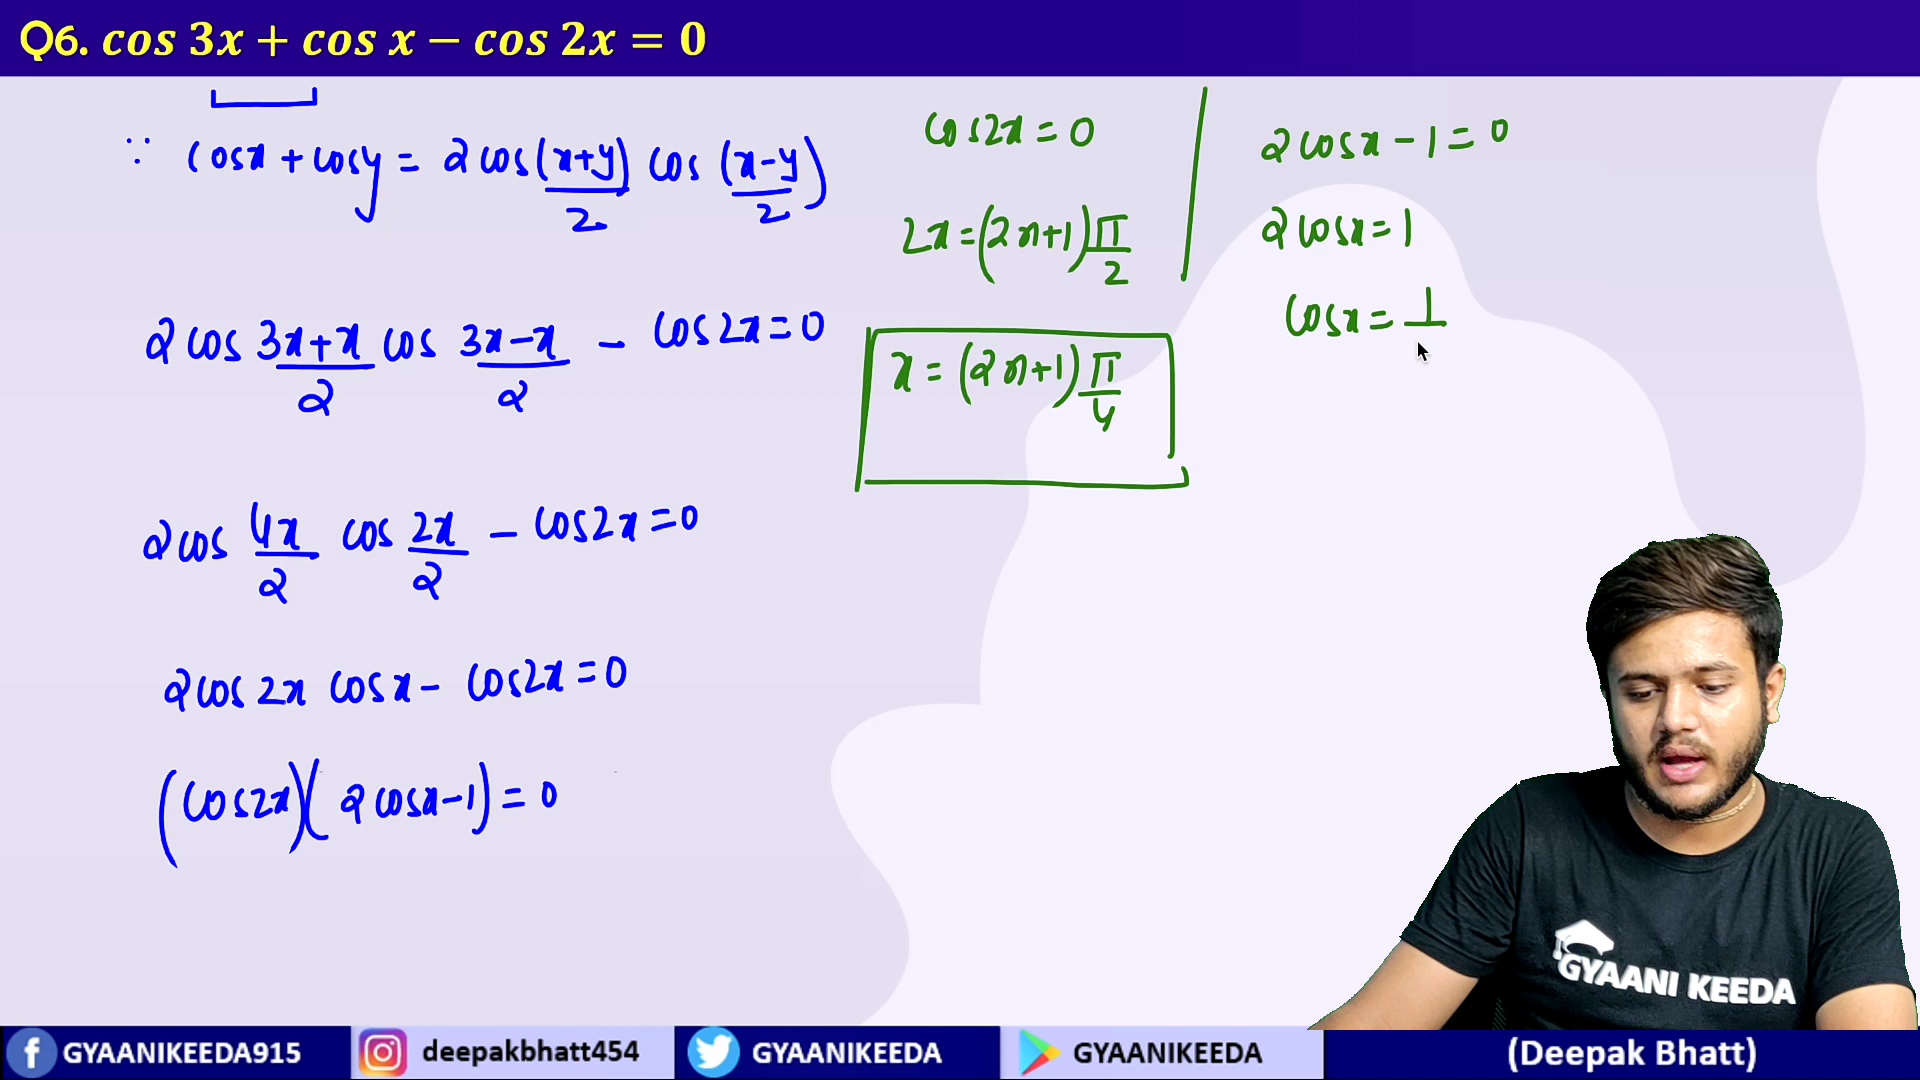 Q6. cos 3x + cos x − cos 2x = 0
∵ cosx + cosy = 2cos(x+y)/2 cos (x-y)/2
2 cos 3x+x/2 cos 3x-x/2 - cos2x=0
2cos 4x/2 cos 2x/2 - cos2x=0
2cos 2x cosx - cos2x=0
(cos2x)(2cosx-1)=0
cos2x=0
2x=(2n+1)π/2
x=(2n+1)π/4
2cosx-1=0
2cosx=1
cosx=1/
GYAANI KEEDA
GYAANIKEEDA915
deepakbhatt454
GYAANIKEEDA
GYAANIKEEDA
(Deepak Bhatt)